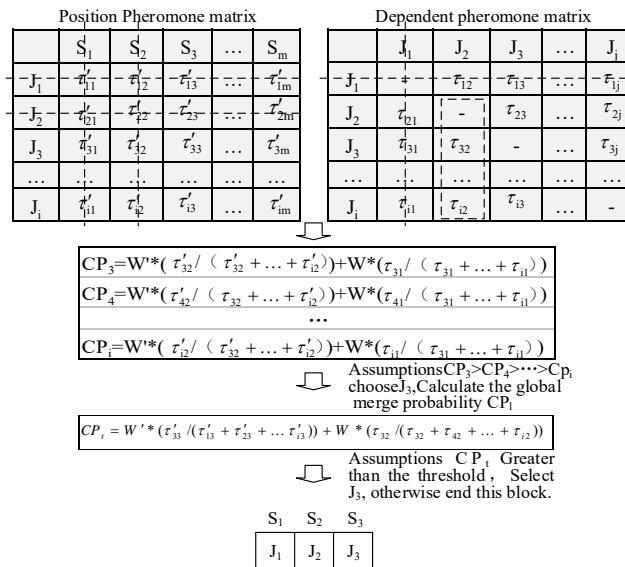 Position Pheromone matrix
S₁ S₂ S₃ … Sₘ
J₁ τ′₁₁ τ′₁₂ τ′₁₃ … τ′₁ₘ
J₂ τ′₂₁ τ′₂₂ τ′₂₃ … τ′₂ₘ
J₃ τ′₃₁ τ′₃₂ τ′₃₃ … τ′₃ₘ
… … … … … …
Jᵢ τ′ᵢ₁ τ′ᵢ₂ τ′ᵢ₃ … τ′ᵢₘ
Dependent pheromone matrix
J₁ J₂ J₃ … Jⱼ
J₁ - τ₁₂ τ₁₃ … τ₁ⱼ
J₂ τ₂₁ - τ₂₃ … τ₂ⱼ
J₃ τ₃₁ τ₃₂ - … τ₃ⱼ
… … … … … …
Jᵢ τᵢ₁ τᵢ₂ τᵢ₃ … -
CP₃=W'*( τ′₃₂/ ( τ′₃₂ + … + τ′ᵢ₂))+W*(τ₃₁/ ( τ₃₁ + … + τᵢ₁))
CP₄=W'*( τ′₄₂/ ( τ₃₂ + … + τ′ᵢ₂))+W*(τ₄₁/ ( τ₃₁ + … + τᵢ₁))
…
CPᵢ=W'*( τ′ᵢ₂/ ( τ′₃₂ + … + τ′ᵢ₂))+W*(τᵢ₁/ ( τ₃₁ + … + τᵢ₁))
AssumptionsCP₃>CP₄>…>Cpᵢ
chooseJ₃,Calculate the global
merge probability CPₗ
CPₜ = W'*(τ′₃₃ /(τ′₁₃ + τ′₂₃ + … τ′ᵢ₃)) + W *(τ₃₂ /(τ₃₂ + τ₄₂ + … + τᵢ₂))
Assumptions CPₜ Greater
than the threshold, Select
J₃, otherwise end this block.
S₁ S₂ S₃
J₁ J₂ J₃